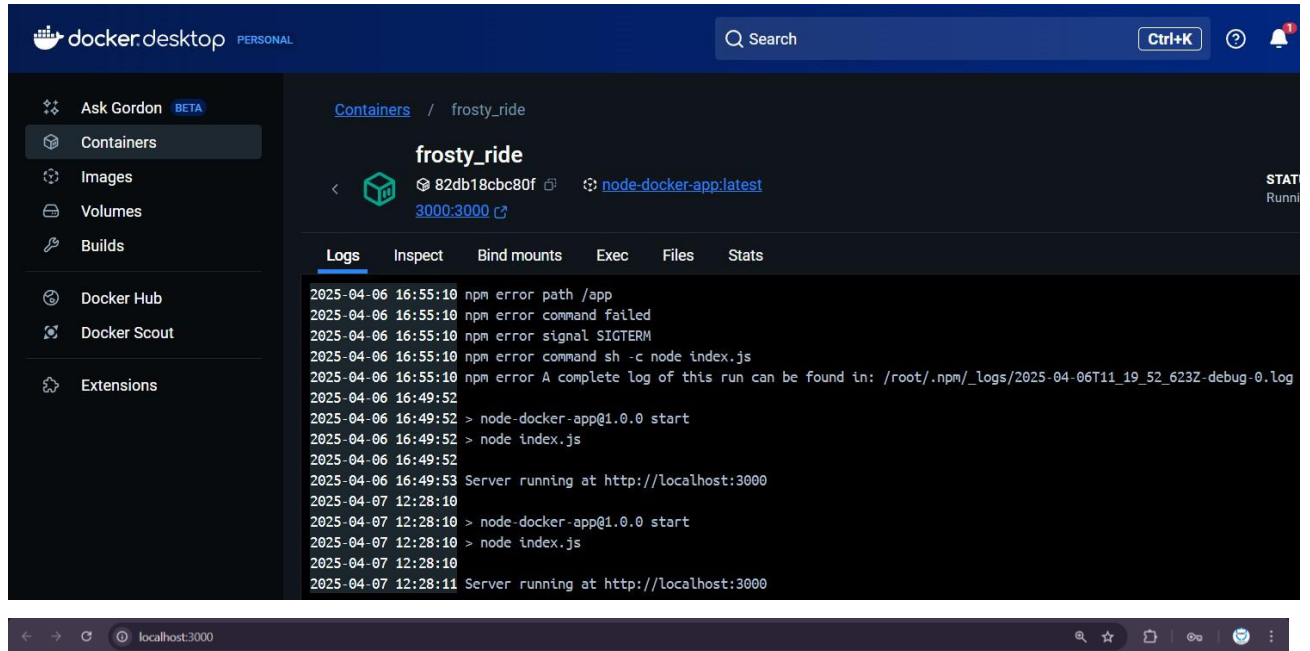 docker.desktop PERSONAL
Search
Ctrl+K
1
Ask Gordon BETA
Containers
Images
Volumes
Builds
Docker Hub
Docker Scout
Extensions
Containers / frosty_ride
frosty_ride
82db18cbc80f node-docker-app:latest
3000:3000
Logs Inspect Bind mounts Exec Files Stats
2025-04-06 16:55:10 npm error path /app
2025-04-06 16:55:10 npm error command failed
2025-04-06 16:55:10 npm error signal SIGTERM
2025-04-06 16:55:10 npm error command sh -c node index.js
2025-04-06 16:55:10 npm error A complete log of this run can be found in: /root/.npm/_logs/2025-04-06T11_19_52_623Z-debug-0.log
2025-04-06 16:49:52
2025-04-06 16:49:52 > node-docker-app@1.0.0 start
2025-04-06 16:49:52 > node index.js
2025-04-06 16:49:52
2025-04-06 16:49:53 Server running at http://localhost:3000
2025-04-07 12:28:10
2025-04-07 12:28:10 > node-docker-app@1.0.0 start
2025-04-07 12:28:10 > node index.js
2025-04-07 12:28:10
2025-04-07 12:28:11 Server running at http://localhost:3000
localhost:3000